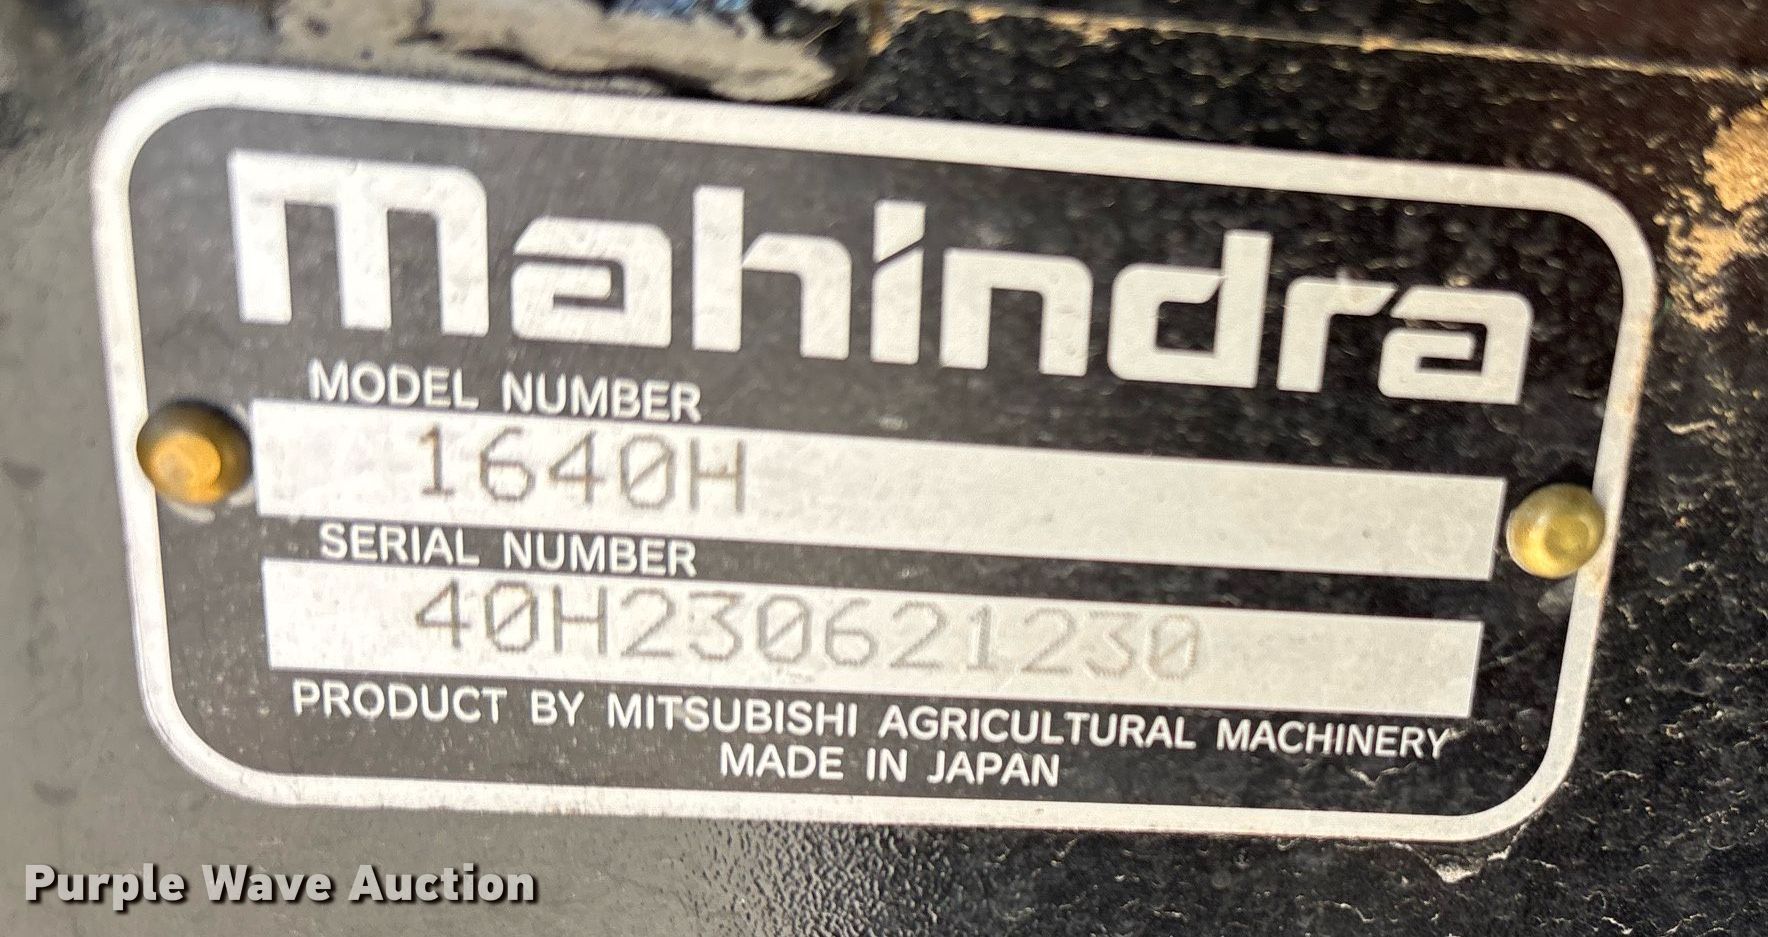 mahindra
MODEL NUMBER
1640H
SERIAL NUMBER
40H230621230
PRODUCT BY MITSUBISHI AGRICULTURAL MACHINERY
MADE IN JAPAN
Purple Wave Auction